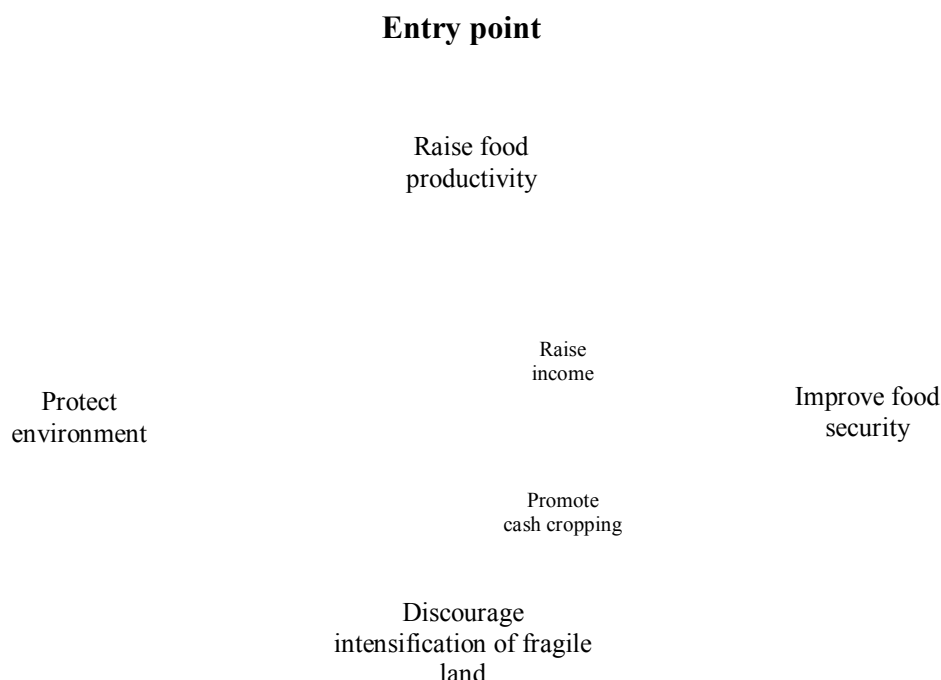 Entry point
Raise food
productivity
Raise
income
Protect
environment
Improve food
security
Promote
cash cropping
Discourage
intensification of fragile
land